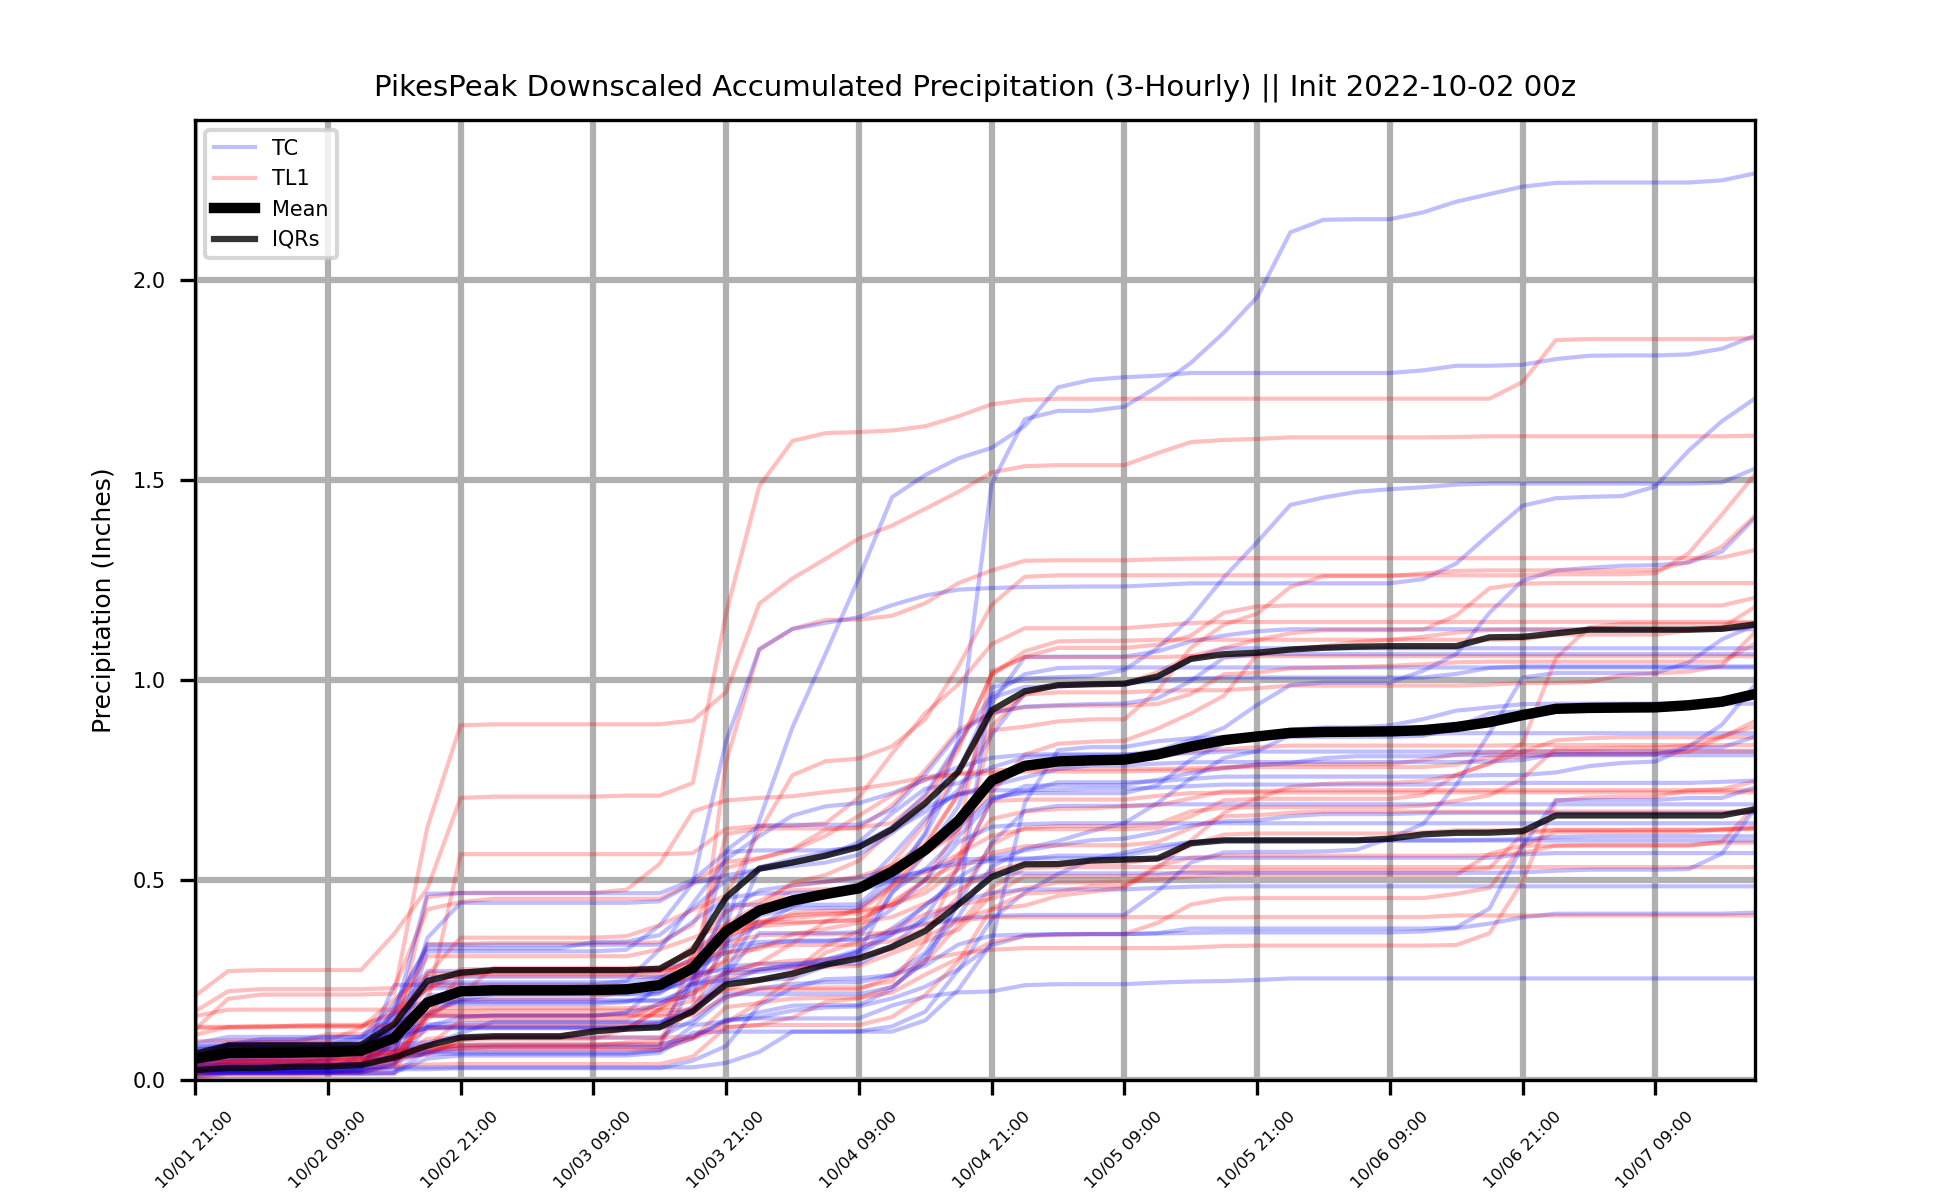 PikesPeak Downscaled Accumulated Precipitation (3-Hourly) || Init 2022-10-02 00z
TC
TL1
Mean
IQRs
Precipitation (Inches)
2.0
1.5
1.0
0.5
0.0
10/01 21:00
10/02 09:00
10/02 21:00
10/03 09:00
10/03 21:00
10/04 09:00
10/04 21:00
10/05 09:00
10/05 21:00
10/06 09:00
10/06 21:00
10/07 09:00